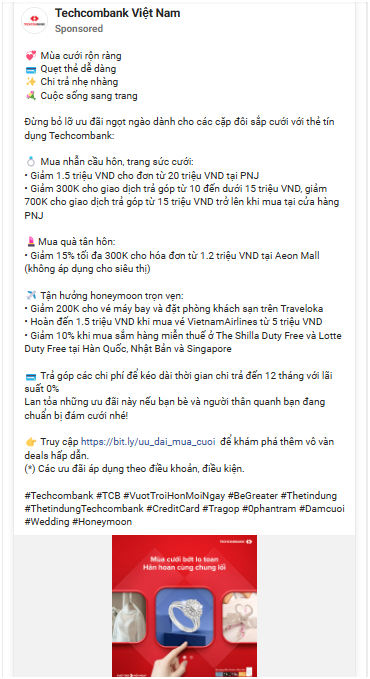 Techcombank Việt Nam
Sponsored
💞 Mùa cưới rộn ràng
💳 Quẹt thẻ dễ dàng
✨ Chi trả nhẹ nhàng
💐 Cuộc sống sang trang
Đừng bỏ lỡ ưu đãi ngọt ngào dành cho các cặp đôi sắp cưới với thẻ tín
dụng Techcombank:
💍 Mua nhẫn cầu hôn, trang sức cưới:
• Giảm 1.5 triệu VND cho đơn từ 20 triệu VND tại PNJ
• Giảm 300K cho giao dịch trả góp từ 10 đến dưới 15 triệu VND, giảm
700K cho giao dịch trả góp từ 15 triệu VND trở lên khi mua tại cửa hàng
PNJ
💄Mua quà tân hôn:
• Giảm 15% tối đa 300K cho hóa đơn từ 1.2 triệu VND tại Aeon Mall
(không áp dụng cho siêu thị)
✈️ Tận hưởng honeymoon trọn vẹn:
• Giảm 200K cho vé máy bay và đặt phòng khách sạn trên Traveloka
• Hoàn đến 1.5 triệu VND khi mua vé VietnamAirlines từ 5 triệu VND
• Giảm 10% khi mua sắm hàng miễn thuế ở The Shilla Duty Free và Lotte
Duty Free tại Hàn Quốc, Nhật Bản và Singapore
💳 Trả góp các chi phí để kéo dài thời gian chi trả đến 12 tháng với lãi
suất 0%
Lan tỏa những ưu đãi này nếu bạn bè và người thân quanh bạn đang
chuẩn bị đám cưới nhé!
👉 Truy cập https://bit.ly/uu_dai_mua_cuoi để khám phá thêm vô vàn
deals hấp dẫn.
(*) Các ưu đãi áp dụng theo điều khoản, điều kiện.
#Techcombank #TCB #VuotTroiHonMoiNgay #BeGreater #Thetindung
#ThetindungTechcombank #CreditCard #Tragop #0phantram #Damcuoi
#Wedding #Honeymoon
TECHCOMBANK
Mùa cưới bớt lo toan
Hân hoan cùng chung lối